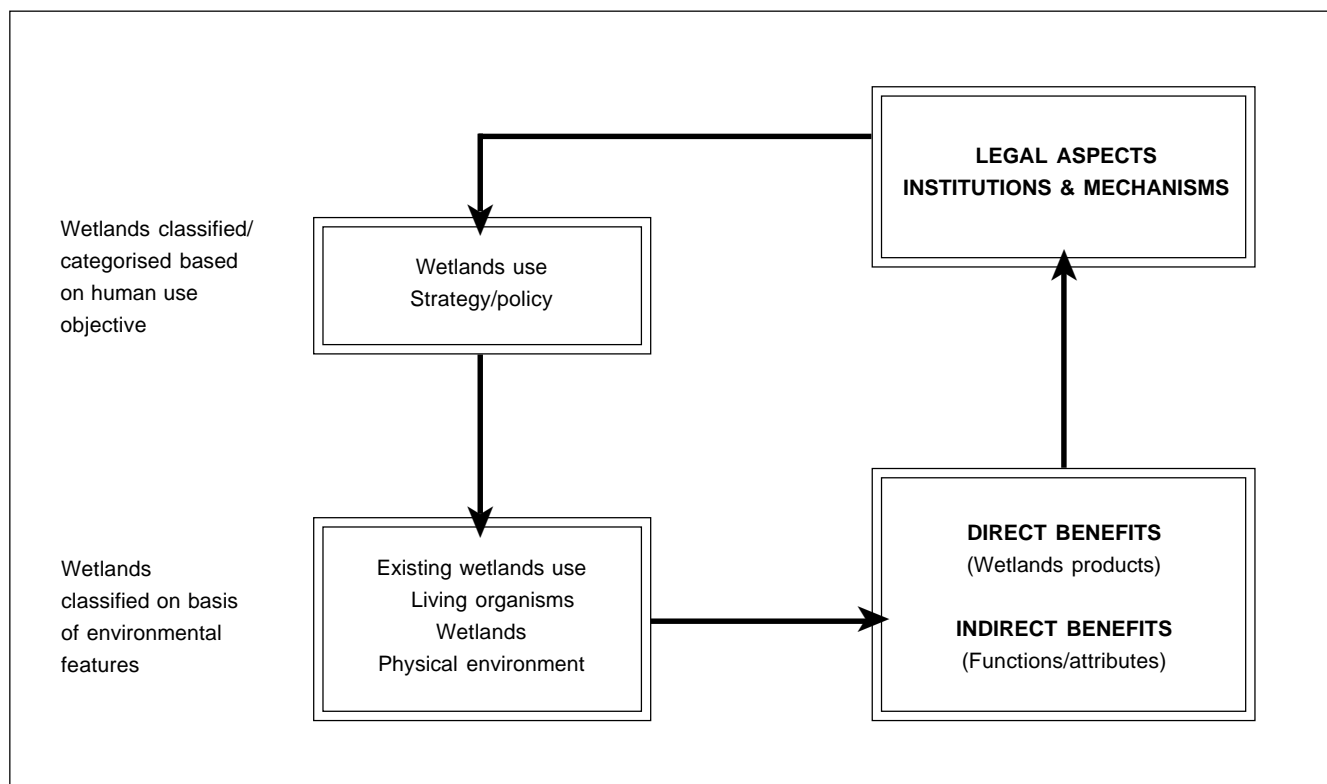 LEGAL ASPECTS
INSTITUTIONS & MECHANISMS
Wetlands classified/
categorised based
on human use
objective
Wetlands use
Strategy/policy
Wetlands
classified on basis
of environmental
features
Existing wetlands use
Living organisms
Wetlands
Physical environment
DIRECT BENEFITS
(Wetlands products)
INDIRECT BENEFITS
(Functions/attributes)